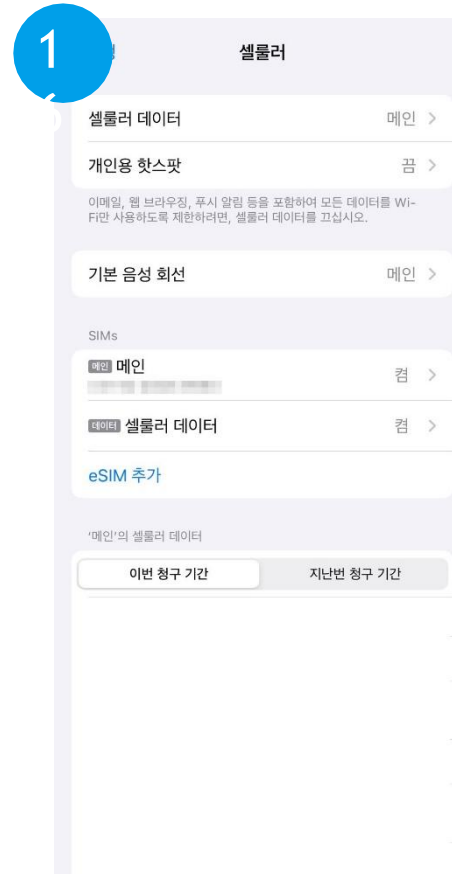 1
6
셀룰러
셀룰러 데이터 메인
개인용 핫스팟 끔
이메일, 웹 브라우징, 푸시 알림 등을 포함하여 모든 데이터를 Wi-
Fi만 사용하도록 제한하려면, 셀룰러 데이터를 끄십시오.
기본 음성 회선 메인
SIMs
메인 메인
켬
데이터 셀룰러 데이터 켬
eSIM 추가
'메인'의 셀룰러 데이터
이번 청구 기간 지난번 청구 기간